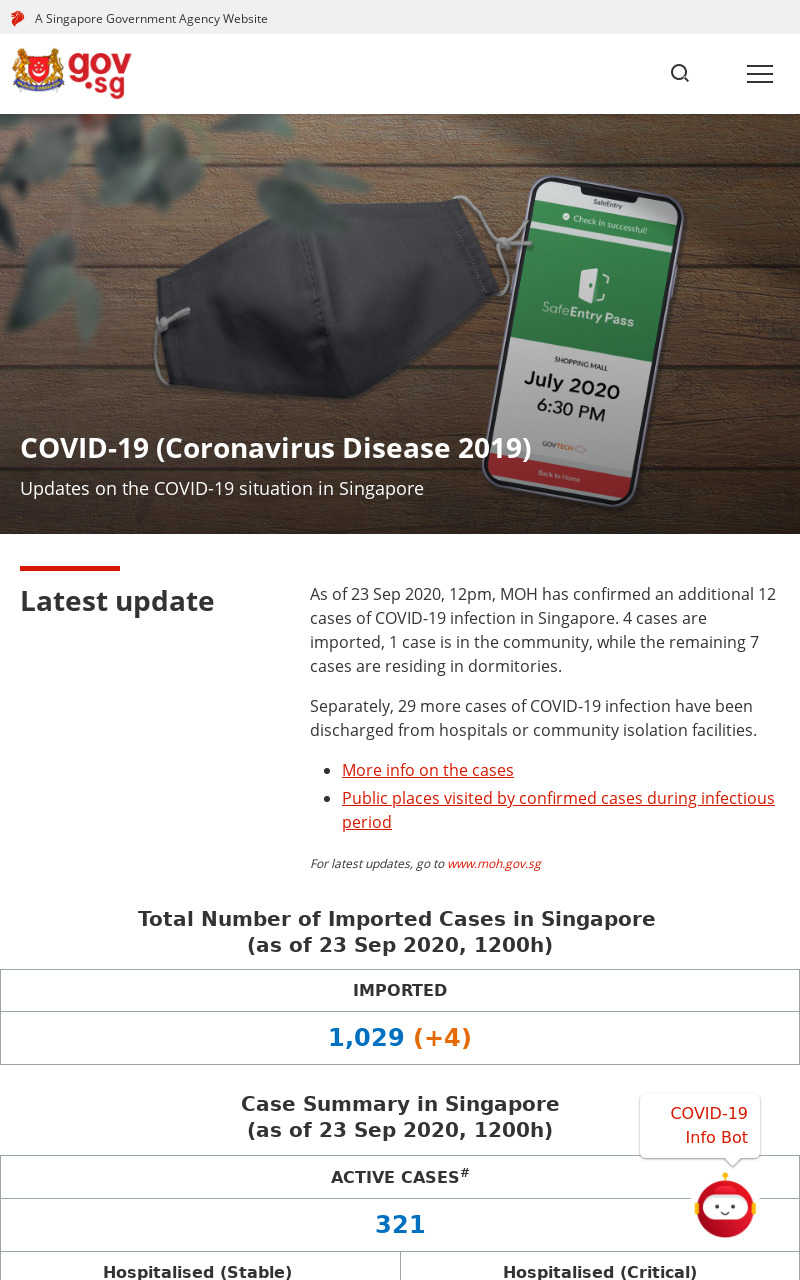 A Singapore Government Agency Website
gov
.sg
SafeEntry
Check in successful!
SafeEntry Pass
SHOPPING MALL
July 2020
6:30 PM
GOVTECH
Back to Home
COVID-19 (Coronavirus Disease 2019)
Updates on the COVID-19 situation in Singapore
Latest update
As of 23 Sep 2020, 12pm, MOH has confirmed an additional 12
cases of COVID-19 infection in Singapore. 4 cases are
imported, 1 case is in the community, while the remaining 7
cases are residing in dormitories.
Separately, 29 more cases of COVID-19 infection have been
discharged from hospitals or community isolation facilities.
More info on the cases
Public places visited by confirmed cases during infectious
period
For latest updates, go to www.moh.gov.sg
Total Number of Imported Cases in Singapore
(as of 23 Sep 2020, 1200h)
IMPORTED
1,029 (+4)
Case Summary in Singapore
(as of 23 Sep 2020, 1200h)
COVID-19
Info Bot
ACTIVE CASES#
321
Hospitalised (Stable)
Hospitalised (Critical)